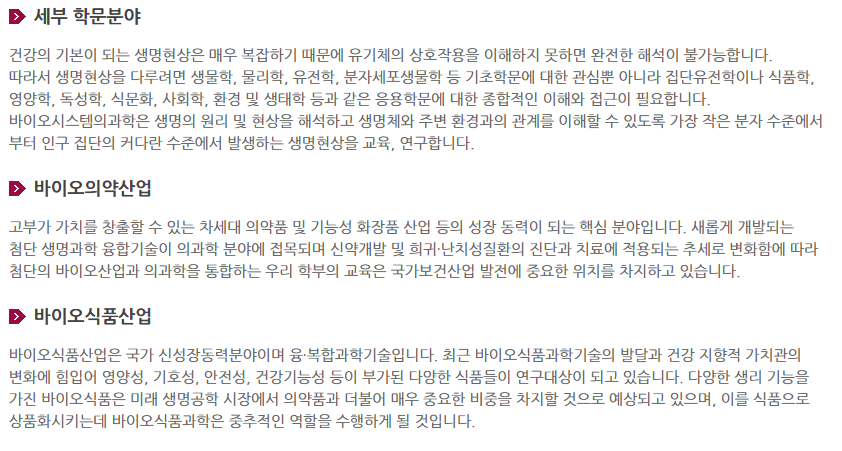 세부 학문분야
건강의 기본이 되는 생명현상은 매우 복잡하기 때문에 유기체의 상호작용을 이해하지 못하면 완전한 해석이 불가능합니다.
따라서 생명현상을 다루려면 생물학, 물리학, 유전학, 분자세포생물학 등 기초학문에 대한 관심뿐 아니라 집단유전학이나 식품학,
영양학, 독성학, 식문화, 사회학, 환경 및 생태학 등과 같은 응용학문에 대한 종합적인 이해와 접근이 필요합니다.
바이오시스템의과학은 생명의 원리 및 현상을 해석하고 생명체와 주변 환경과의 관계를 이해할 수 있도록 가장 작은 분자 수준에서
부터 인구 집단의 커다란 수준에서 발생하는 생명현상을 교육, 연구합니다.
바이오의약산업
고부가 가치를 창출할 수 있는 차세대 의약품 및 기능성 화장품 산업 등의 성장 동력이 되는 핵심 분야입니다. 새롭게 개발되는
첨단 생명과학 융합기술이 의과학 분야에 접목되며 신약개발 및 희귀·난치성질환의 진단과 치료에 적용되는 추세로 변화함에 따라
첨단의 바이오산업과 의과학을 통합하는 우리 학부의 교육은 국가보건산업 발전에 중요한 위치를 차지하고 있습니다.
바이오식품산업
바이오식품산업은 국가 신성장동력분야이며 융·복합과학기술입니다. 최근 바이오식품과학기술의 발달과 건강 지향적 가치관의
변화에 힘입어 영양성, 기호성, 안전성, 건강기능성 등이 부가된 다양한 식품들이 연구대상이 되고 있습니다. 다양한 생리 기능을
가진 바이오식품은 미래 생명공학 시장에서 의약품과 더불어 매우 중요한 비중을 차지할 것으로 예상되고 있으며, 이를 식품으로
상품화시키는데 바이오식품과학은 중추적인 역할을 수행하게 될 것입니다.